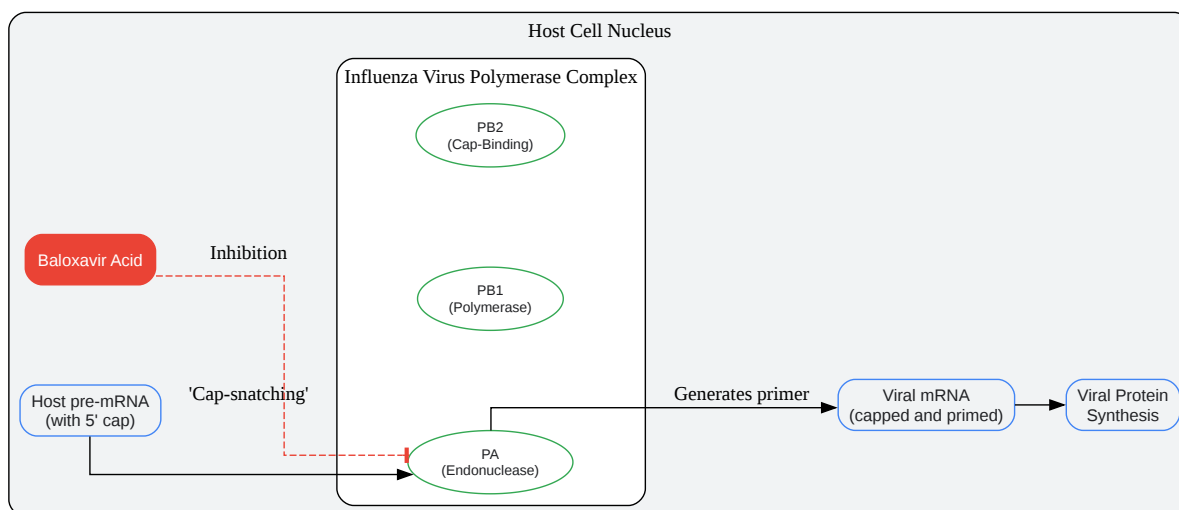 Host Cell Nucleus
Influenza Virus Polymerase Complex
PB2
(Cap-Binding)
Baloxavir Acid
Inhibition
PB1
(Polymerase)
Host pre-mRNA
(with 5' cap)
'Cap-snatching'
PA
(Endonuclease)
Generates primer
Viral mRNA
(capped and primed)
Viral Protein
Synthesis